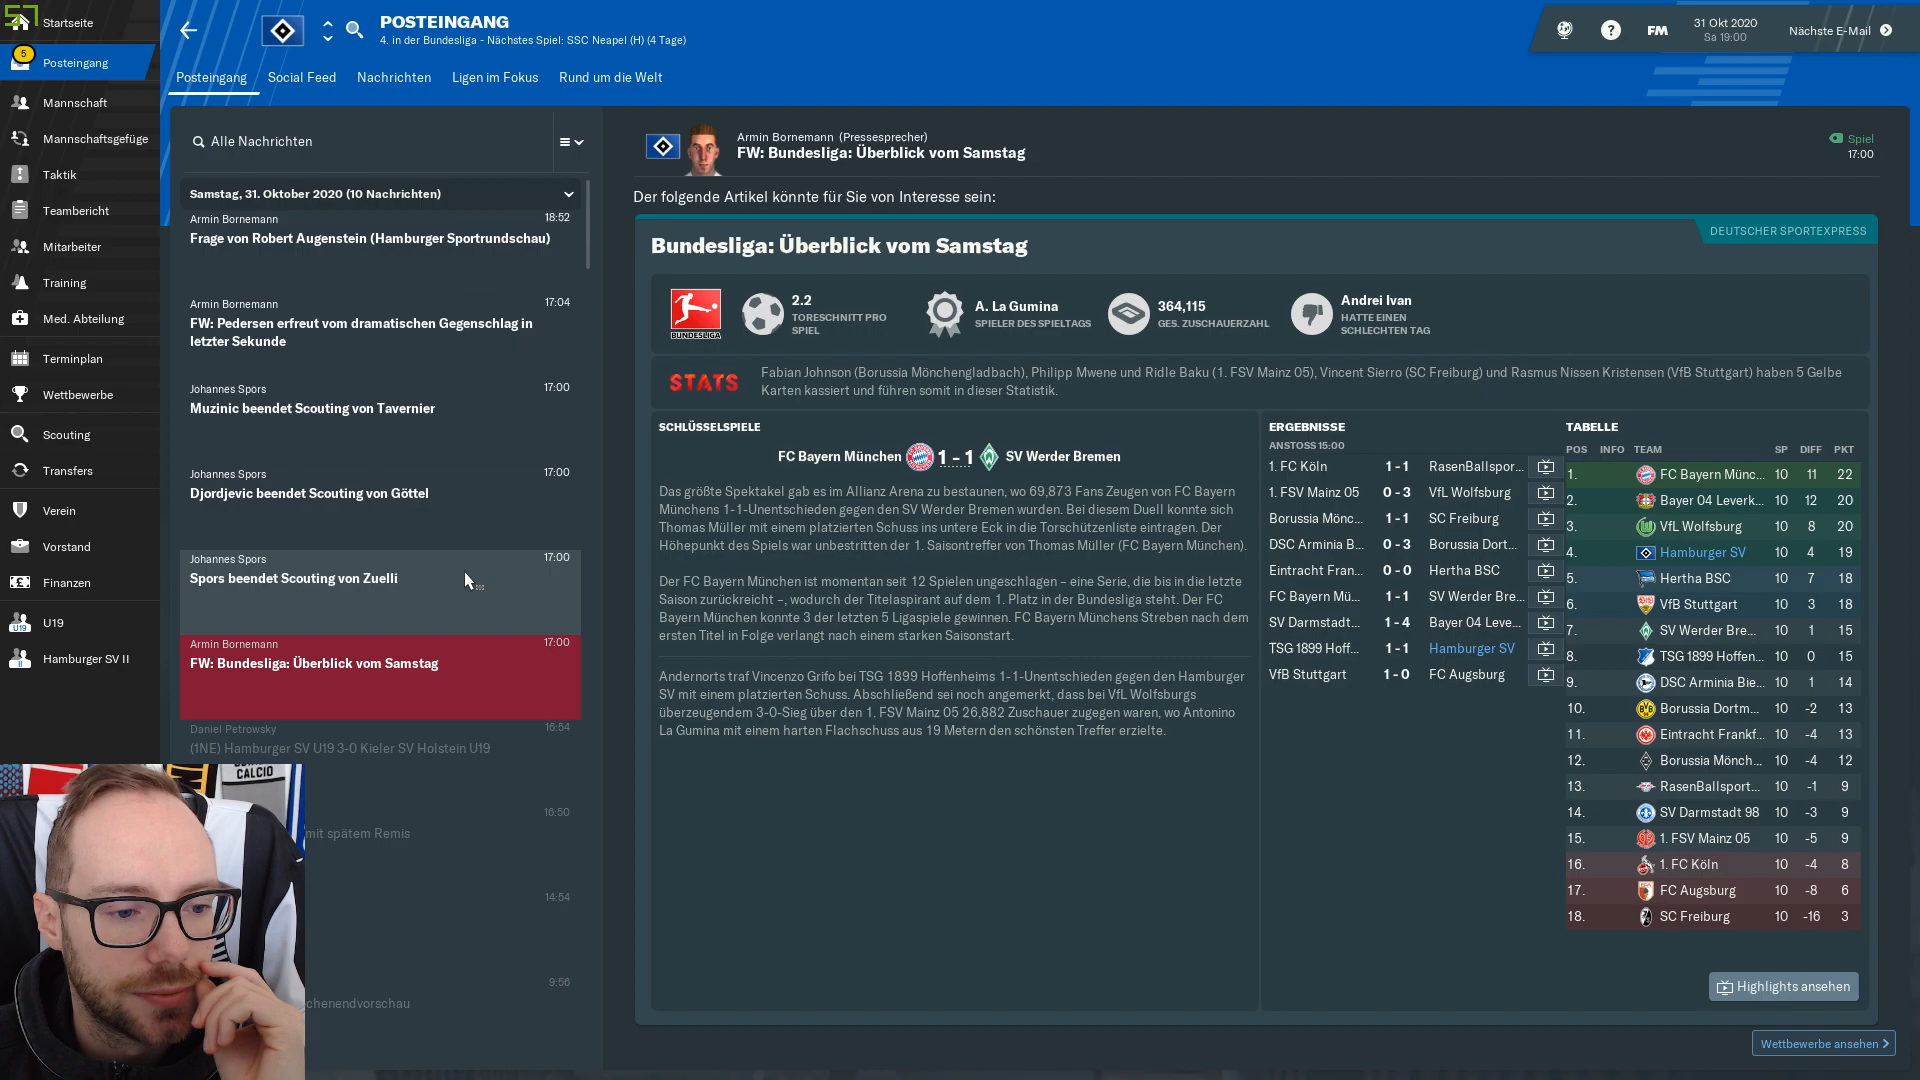 57
Startseite
5
Posteingang
Mannschaft
Mannschaftsgefüge
Taktik
Teambericht
Mitarbeiter
Training
Med. Abteilung
Terminplan
Wettbewerbe
Scouting
Transfers
Verein
Vorstand
Finanzen
U19
U19
II
Hamburger SV II
POSTEINGANG
4. in der Bundesliga - Nächstes Spiel: SSC Neapel (H) (4 Tage)
?
FM
31 Okt 2020
Sa 19:00
Nächste E-Mail
Posteingang
Social Feed
Nachrichten
Ligen im Fokus
Rund um die Welt
Alle Nachrichten
Samstag, 31. Oktober 2020 (10 Nachrichten)
Armin Bornemann 18:52
Frage von Robert Augenstein (Hamburger Sportrundschau)
Armin Bornemann 17:04
FW: Pedersen erfreut vom dramatischen Gegenschlag in
letzter Sekunde
Johannes Spors 17:00
Muzinic beendet Scouting von Tavernier
Johannes Spors 17:00
Djordjevic beendet Scouting von Göttel
Johannes Spors 17:00
Spors beendet Scouting von Zuelli
Armin Bornemann 17:00
FW: Bundesliga: Überblick vom Samstag
Daniel Petrowsky 16:54
(1NE) Hamburger SV U19 3-0 Kieler SV Holstein U19
16:50
mit spätem Remis
14:54
9:56
chenendvorschau
CALCIO
Armin Bornemann (Pressesprecher)
FW: Bundesliga: Überblick vom Samstag
Spiel
17:00
Der folgende Artikel könnte für Sie von Interesse sein:
DEUTSCHER SPORTEXPRESS
Bundesliga: Überblick vom Samstag
BUNDESLIGA
2.2
TORESCHNITT PRO
SPIEL
A. La Gumina
SPIELER DES SPIELTAGS
364,115
GES. ZUSCHAUERZAHL
Andrei Ivan
HATTE EINEN
SCHLECHTEN TAG
STATS
Fabian Johnson (Borussia Mönchengladbach), Philipp Mwene und Ridle Baku (1. FSV Mainz 05), Vincent Sierro (SC Freiburg) und Rasmus Nissen Kristensen (VfB Stuttgart) haben 5 Gelbe
Karten kassiert und führen somit in dieser Statistik.
SCHLÜSSELSPIELE
FC Bayern München 1 - 1 SV Werder Bremen
Das größte Spektakel gab es im Allianz Arena zu bestaunen, wo 69,873 Fans Zeugen von FC Bayern
Münchens 1-1-Unentschieden gegen den SV Werder Bremen wurden. Bei diesem Duell konnte sich
Thomas Müller mit einem platzierten Schuss ins untere Eck in die Torschützenliste eintragen. Der
Höhepunkt des Spiels war unbestritten der 1. Saisontreffer von Thomas Müller (FC Bayern München).
Der FC Bayern München ist momentan seit 12 Spielen ungeschlagen – eine Serie, die bis in die letzte
Saison zurückreicht –, wodurch der Titelaspirant auf dem 1. Platz in der Bundesliga steht. Der FC
Bayern München konnte 3 der letzten 5 Ligaspiele gewinnen. FC Bayern Münchens Streben nach dem
ersten Titel in Folge verlangt nach einem starken Saisonstart.
Andernorts traf Vincenzo Grifo bei TSG 1899 Hoffenheims 1-1-Unentschieden gegen den Hamburger
SV mit einem platzierten Schuss. Abschließend sei noch angemerkt, dass bei VfL Wolfsburgs
überzeugendem 3-0-Sieg über den 1. FSV Mainz 05 26,882 Zuschauer zugegen waren, wo Antonino
La Gumina mit einem harten Flachschuss aus 19 Metern den schönsten Treffer erzielte.
ERGEBNISSE
ANSTOSS 15:00
1. FC Köln 1 - 1 RasenBallspor...
1. FSV Mainz 05 0 - 3 VfL Wolfsburg
Borussia Mönc... 1 - 1 SC Freiburg
DSC Arminia B... 0 - 3 Borussia Dort...
Eintracht Fran... 0 - 0 Hertha BSC
FC Bayern Mü... 1 - 1 SV Werder Bre...
SV Darmstadt... 1 - 4 Bayer 04 Leve...
TSG 1899 Hoff... 1 - 1 Hamburger SV
VfB Stuttgart 1 - 0 FC Augsburg
TABELLE
POS INFO TEAM SP DIFF PKT
1. FC Bayern Münc... 10 11 22
2. Bayer 04 Leverk... 10 12 20
3. VfL Wolfsburg 10 8 20
4. Hamburger SV 10 4 19
5. Hertha BSC 10 7 18
6. VfB Stuttgart 10 3 18
7. SV Werder Bre... 10 1 15
8. TSG 1899 Hoffen... 10 0 15
9. DSC Arminia Bie... 10 1 14
10. Borussia Dortm... 10 -2 13
11. Eintracht Frankf... 10 -4 13
12. Borussia Mönch... 10 -4 12
13. RasenBallsport... 10 -1 9
14. SV Darmstadt 98 10 -3 9
15. 1. FSV Mainz 05 10 -5 9
16. 1. FC Köln 10 -4 8
17. FC Augsburg 10 -8 6
18. SC Freiburg 10 -16 3
Highlights ansehen
Wettbewerbe ansehen